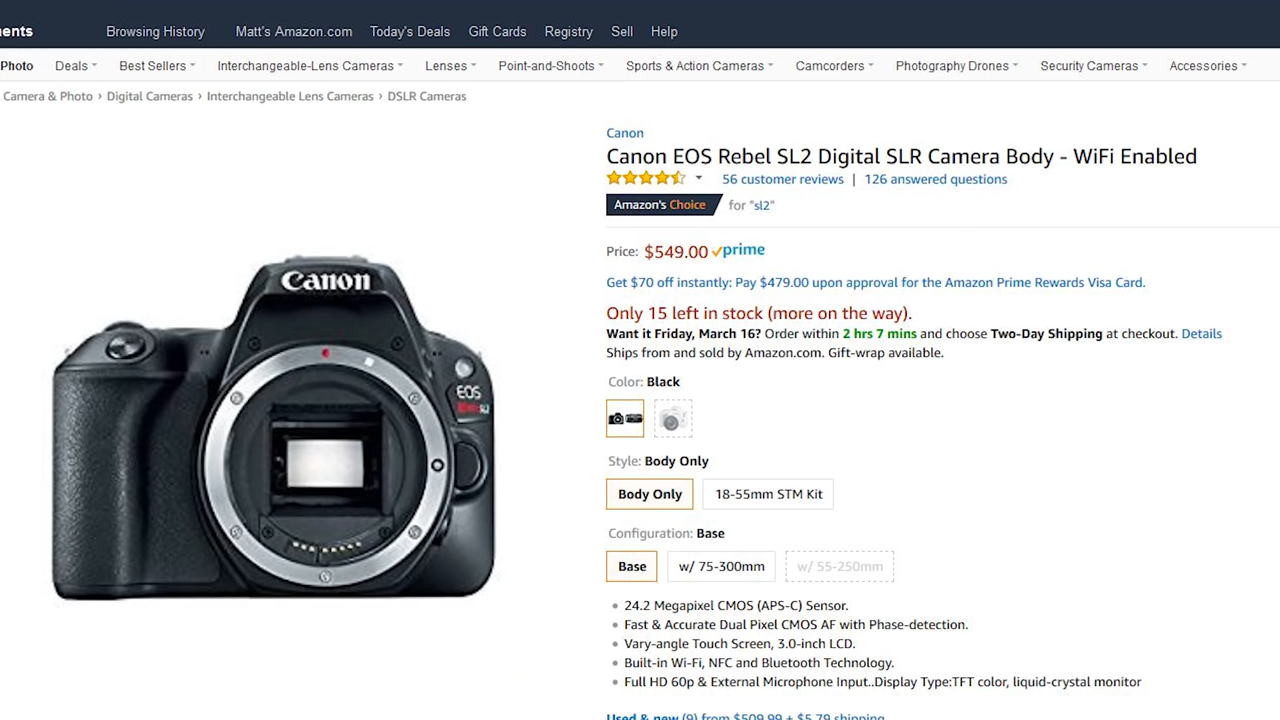 ents
Browsing History Matt's Amazon.com Today's Deals Gift Cards Registry Sell Help
Photo Deals Best Sellers Interchangeable-Lens Cameras Lenses Point-and-Shoots Sports & Action Cameras Camcorders Photography Drones Security Cameras Accessories
Camera & Photo › Digital Cameras › Interchangeable Lens Cameras › DSLR Cameras
Canon
Canon EOS Rebel SL2 Digital SLR Camera Body - WiFi Enabled
56 customer reviews | 126 answered questions
Amazon's Choice for "sl2"
Price: $549.00 prime
Get $70 off instantly: Pay $479.00 upon approval for the Amazon Prime Rewards Visa Card.
Only 15 left in stock (more on the way).
Want it Friday, March 16? Order within 2 hrs 7 mins and choose Two-Day Shipping at checkout. Details
Ships from and sold by Amazon.com. Gift-wrap available.
Color: Black
Style: Body Only
Body Only 18-55mm STM Kit
Configuration: Base
Base w/ 75-300mm w/ 55-250mm
• 24.2 Megapixel CMOS (APS-C) Sensor.
• Fast & Accurate Dual Pixel CMOS AF with Phase-detection.
• Vary-angle Touch Screen, 3.0-inch LCD.
• Built-in Wi-Fi, NFC and Bluetooth Technology.
• Full HD 60p & External Microphone Input..Display Type:TFT color, liquid-crystal monitor
Used & new (9) from $509.99 + $5.79 shipping
Canon
EOS